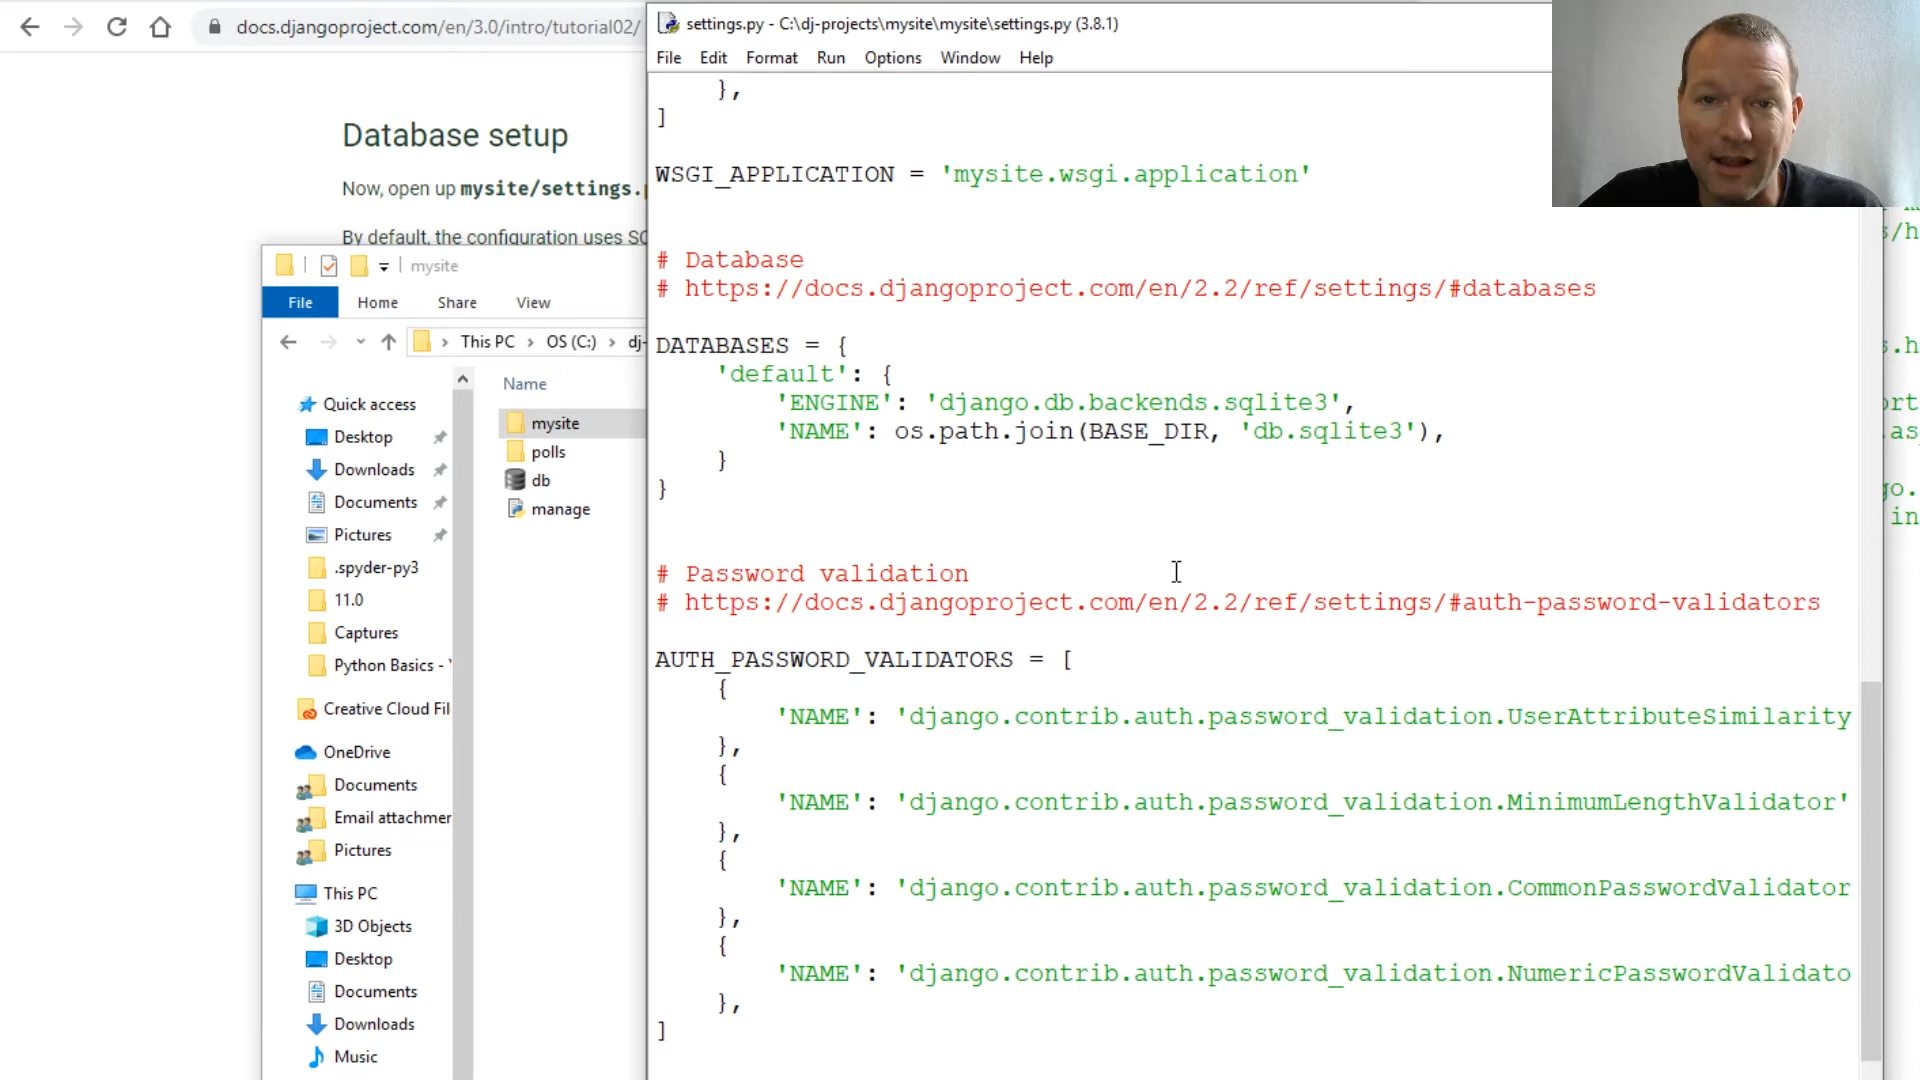 docs.djangoproject.com/en/3.0/intro/tutorial02/
Database setup
Now, open up mysite/settings.
By default, the configuration uses
mysite
File Home Share View
This PC OS (C:) dj-
Quick access
Desktop
Downloads
Documents
Pictures
.spyder-py3
11.0
Captures
Python Basics -
Creative Cloud Fil
OneDrive
Documents
Email attachmer
Pictures
This PC
3D Objects
Desktop
Documents
Downloads
Music
Name
mysite
polls
db
manage
settings.py - C:\dj-projects\mysite\mysite\settings.py (3.8.1)
File Edit Format Run Options Window Help
},
]
WSGI_APPLICATION = 'mysite.wsgi.application'
# Database
# https://docs.djangoproject.com/en/2.2/ref/settings/#databases
DATABASES = {
'default': {
'ENGINE': 'django.db.backends.sqlite3',
'NAME': os.path.join(BASE_DIR, 'db.sqlite3'),
}
}
# Password validation
# https://docs.djangoproject.com/en/2.2/ref/settings/#auth-password-validators
AUTH_PASSWORD_VALIDATORS = [
{
'NAME': 'django.contrib.auth.password_validation.UserAttributeSimilarity
},
{
'NAME': 'django.contrib.auth.password_validation.MinimumLengthValidator'
},
{
'NAME': 'django.contrib.auth.password_validation.CommonPasswordValidator
},
{
'NAME': 'django.contrib.auth.password_validation.NumericPasswordValidato
},
]
s/h
s.h
ort
.as
go.
in